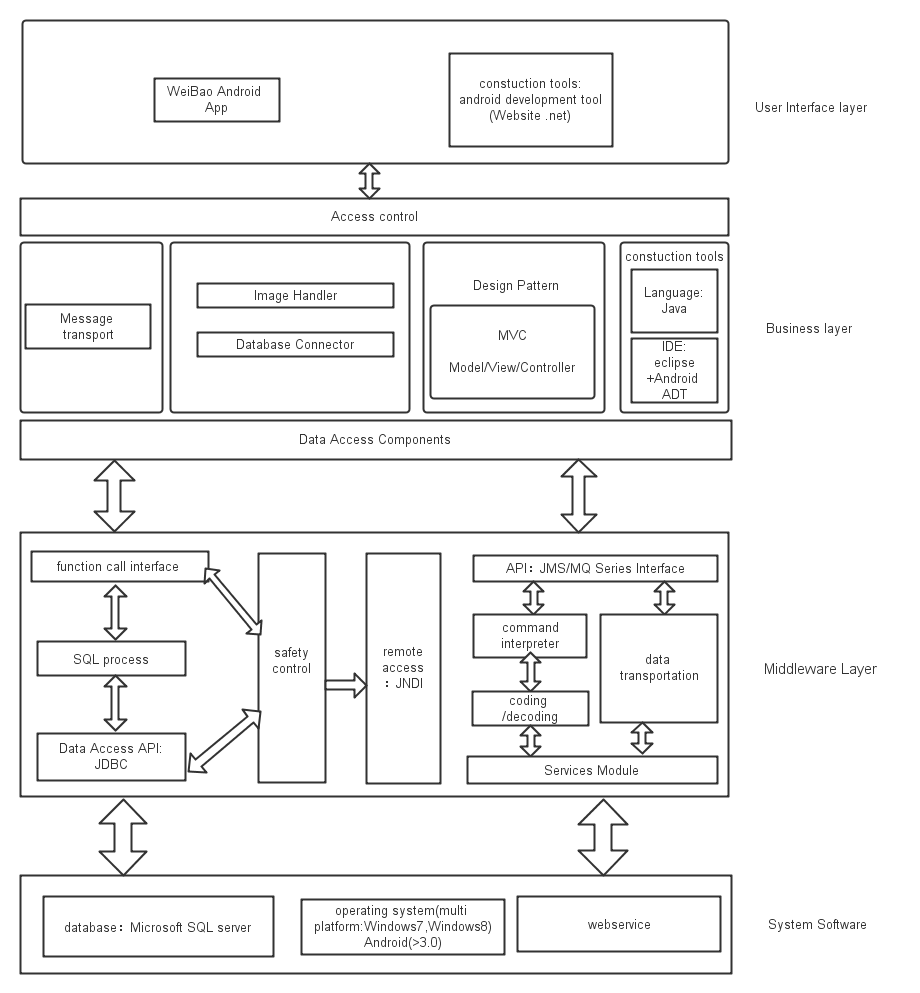 WeiBao Android
App
constuction tools:
android development tool
(Website .net)
User Interface layer
Access control
Message
transport
Image Handler
Database Connector
Design Pattern
MVC
Model/View/Controller
constuction tools
Language:
Java
IDE:
eclipse
+Android
ADT
Business layer
Data Access Components
function call interface
SQL process
Data Access API:
JDBC
safety
control
remote
access
：JNDI
API：JMS/MQ Series Interface
command
interpreter
coding
/decoding
data
transportation
Services Module
Middleware Layer
database：Microsoft SQL server
operating system(multi
platform:Windows7,Windows8)
Android(>3.0)
webservice
System Software